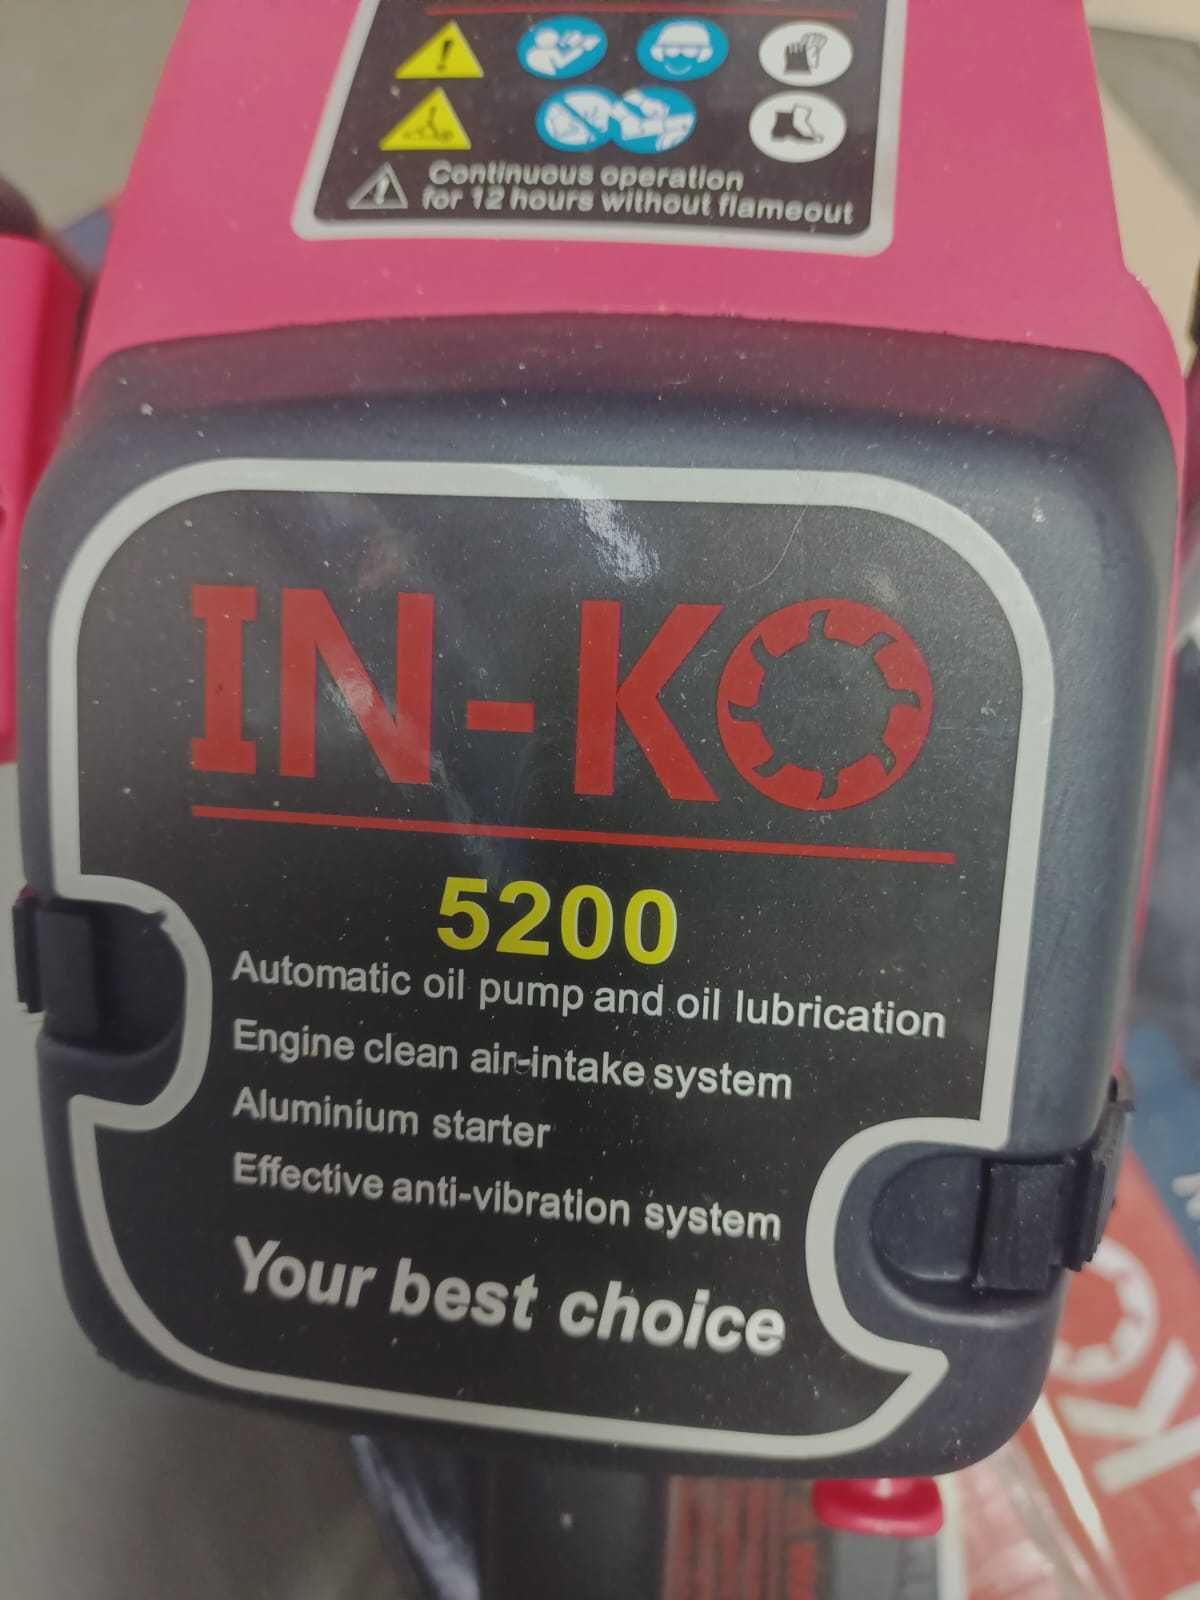 Continuous operation
for 12 hours without flameout
IN-KO
5200
Automatic oil pump and oil lubrication
Engine clean air-intake system
Aluminium starter
Effective anti-vibration system
Your best choice
KO